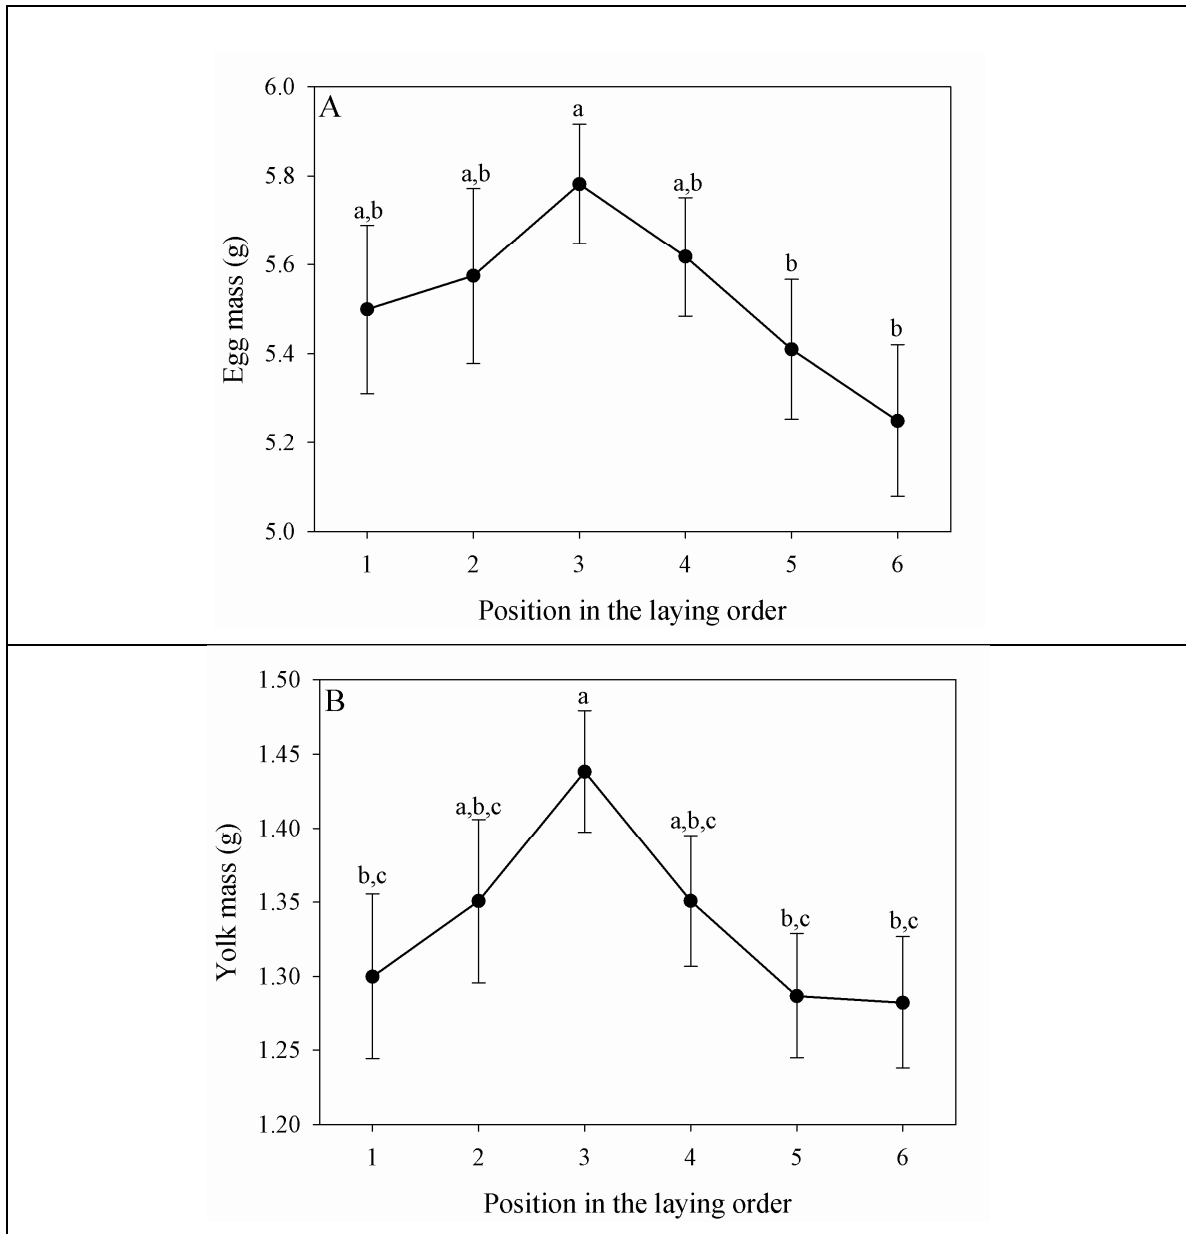 A
6.0
5.8
5.6
5.4
5.2
5.0
Egg mass (g)
a,b
a,b
a
a,b
b
b
1 2 3 4 5 6
Position in the laying order
B
1.50
1.45
1.40
1.35
1.30
1.25
1.20
Yolk mass (g)
b,c
a,b,c
a
a,b,c
b,c
b,c
1 2 3 4 5 6
Position in the laying order